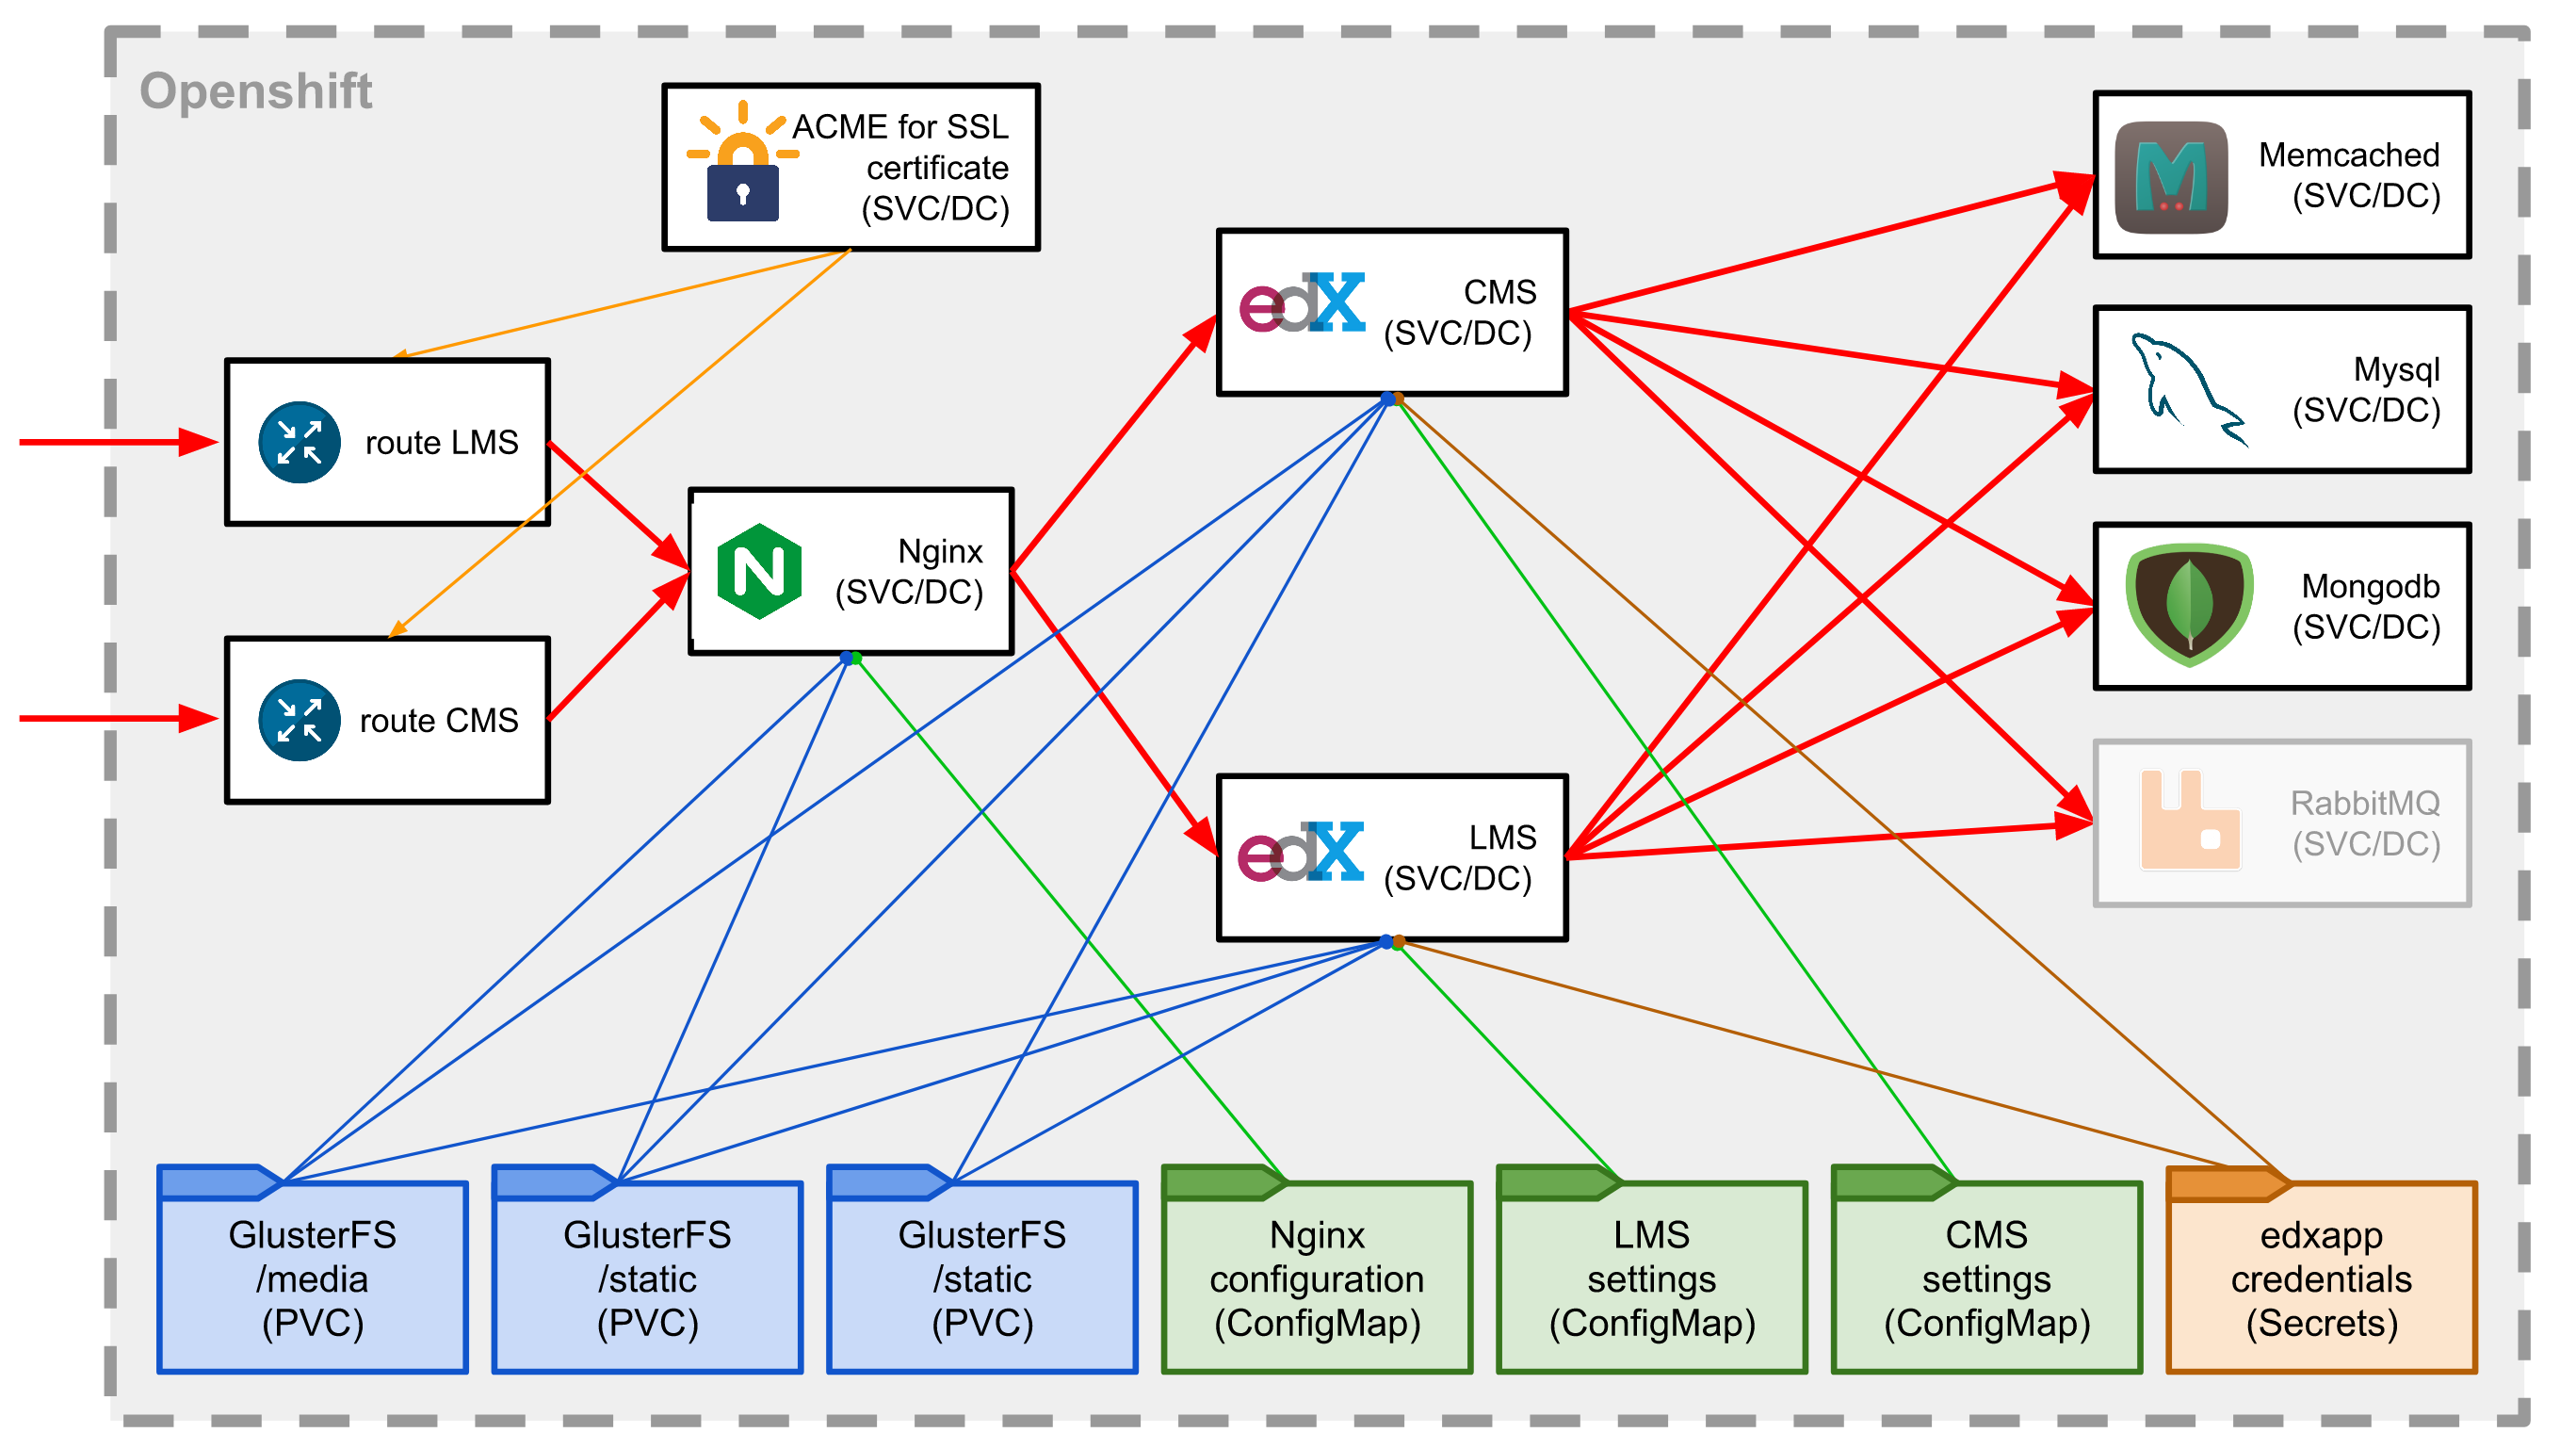 Openshift
ACME for SSL
certificate
(SVC/DC)
route LMS
route CMS
Nginx
(SVC/DC)
edX
CMS
(SVC/DC)
edX
LMS
(SVC/DC)
Memcached
(SVC/DC)
Mysql
(SVC/DC)
Mongodb
(SVC/DC)
RabbitMQ
(SVC/DC)
GlusterFS
/media
(PVC)
GlusterFS
/static
(PVC)
GlusterFS
/static
(PVC)
Nginx
configuration
(ConfigMap)
LMS
settings
(ConfigMap)
CMS
settings
(ConfigMap)
edxapp
credentials
(Secrets)